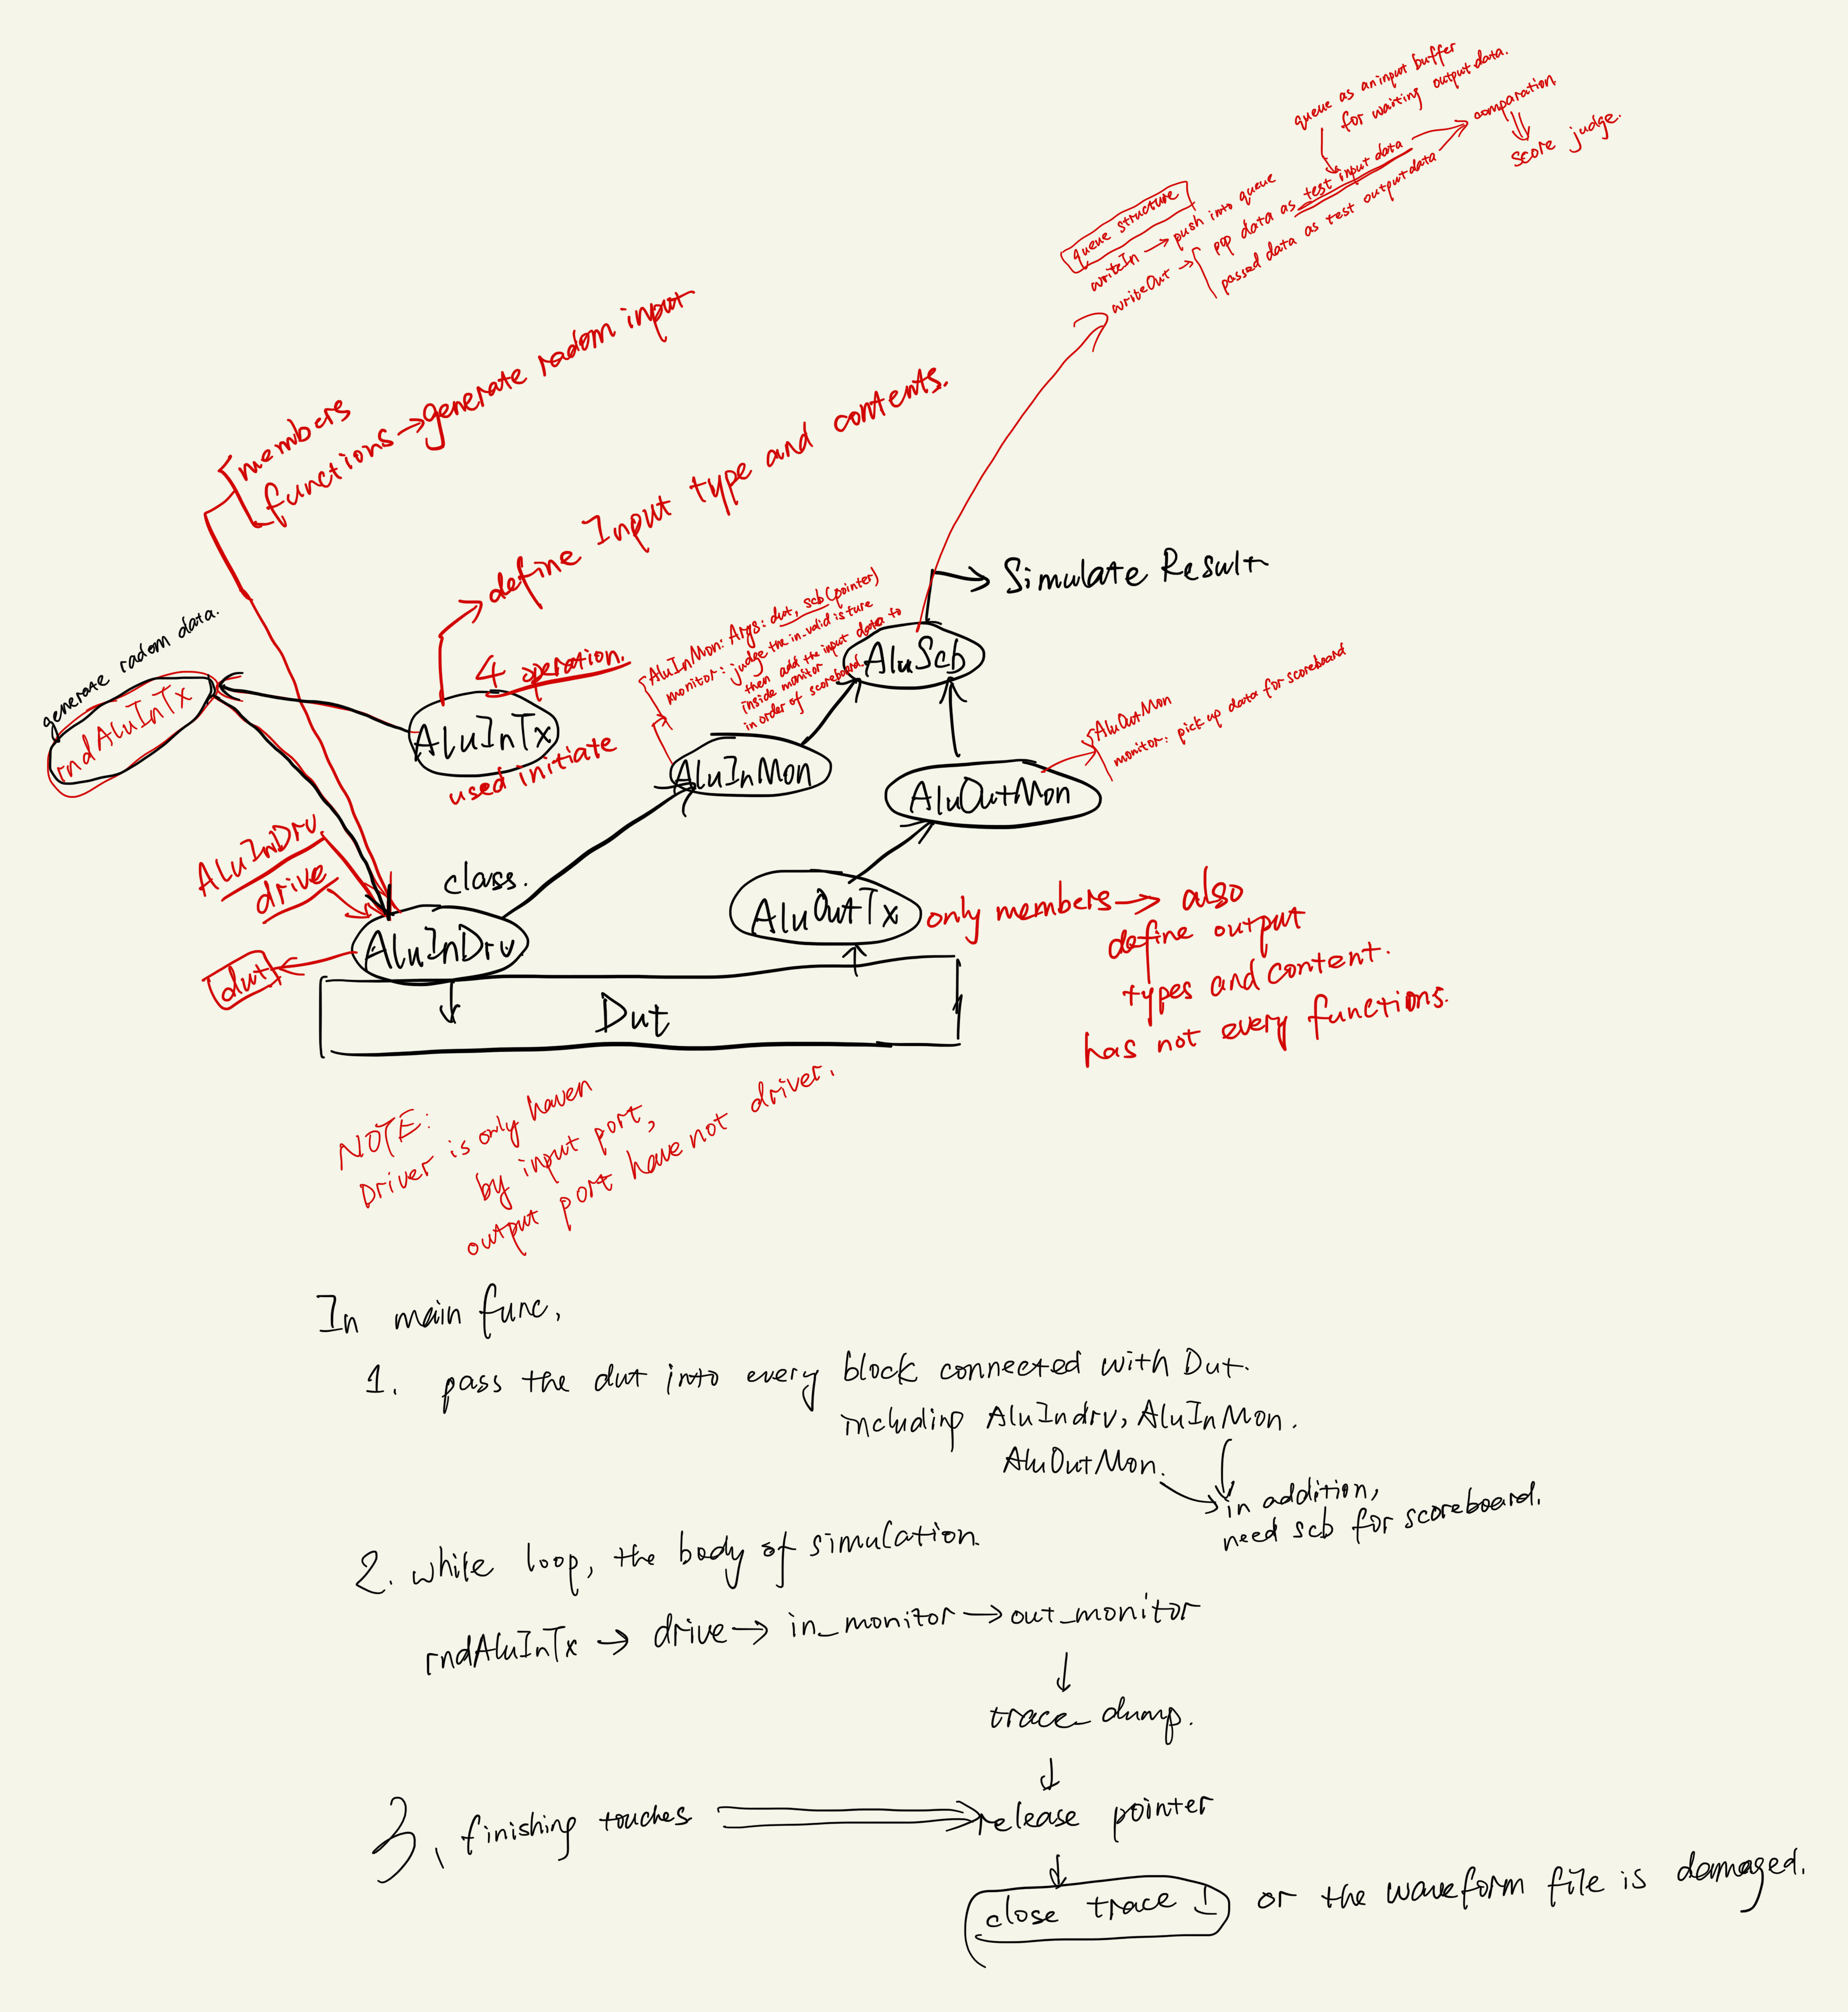 queue as an input buffer
for waiting output data.
comparation
score judge.
queue structure
writeIn → push into queue
writeOut → pop data as test input data
passed data as test output data
members
functions → generate radom input
define Input type and contents.
4 operation.
generate radom data.
rndAluInTx
AluInTx
used initiate
AluInMon: Args: dut, scb (pointer)
monitor: judge the in_valid is ture
then add the input data to
inside monitor
in order of scoreboard.
Simulate Result
AluScb
AluInMon
AluOutMon
AluOutMon
monitor: pick up data for scoreboard
AluInDrv
drive
class.
AluInDrv
dut
AluOutTx
only members → also
define output
types and content.
has not every functions.
Dut
NOTE:
Driver is only haven
by input port,
output port have not driver.
In main func,
1. pass the dut into every block connected with Dut.
including AluIndrv, AluInMon.
AluOutMon.
in addition,
need scb for scoreboard.
2. while loop, the body of simulation.
rndAluInTx → drive → in_monitor → out_monitor
↓
trace_dump.
↓
3, finishing touches ⇒ release pointer
↓
close trace ! or the waveform file is damaged.